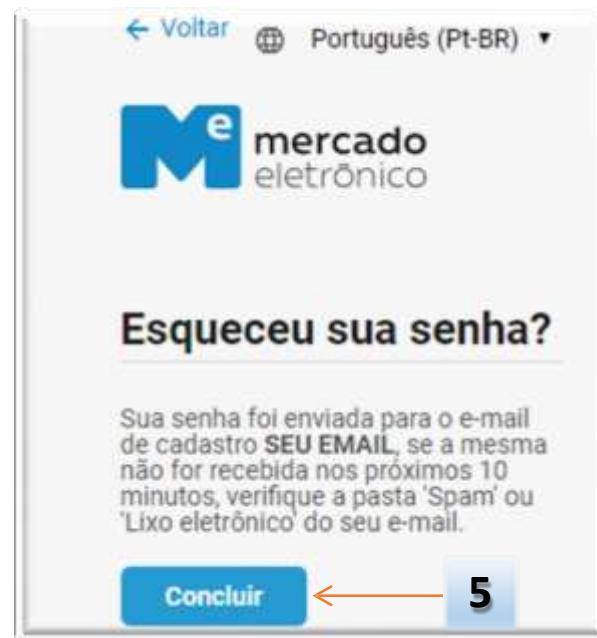 ← Voltar Português (Pt-BR) ▼
Me mercado
eletrônico
Esqueceu sua senha?
Sua senha foi enviada para o e-mail
de cadastro SEU EMAIL, se a mesma
não for recebida nos próximos 10
minutos, verifique a pasta 'Spam' ou
'Lixo eletrônico' do seu e-mail.
Concluir 5